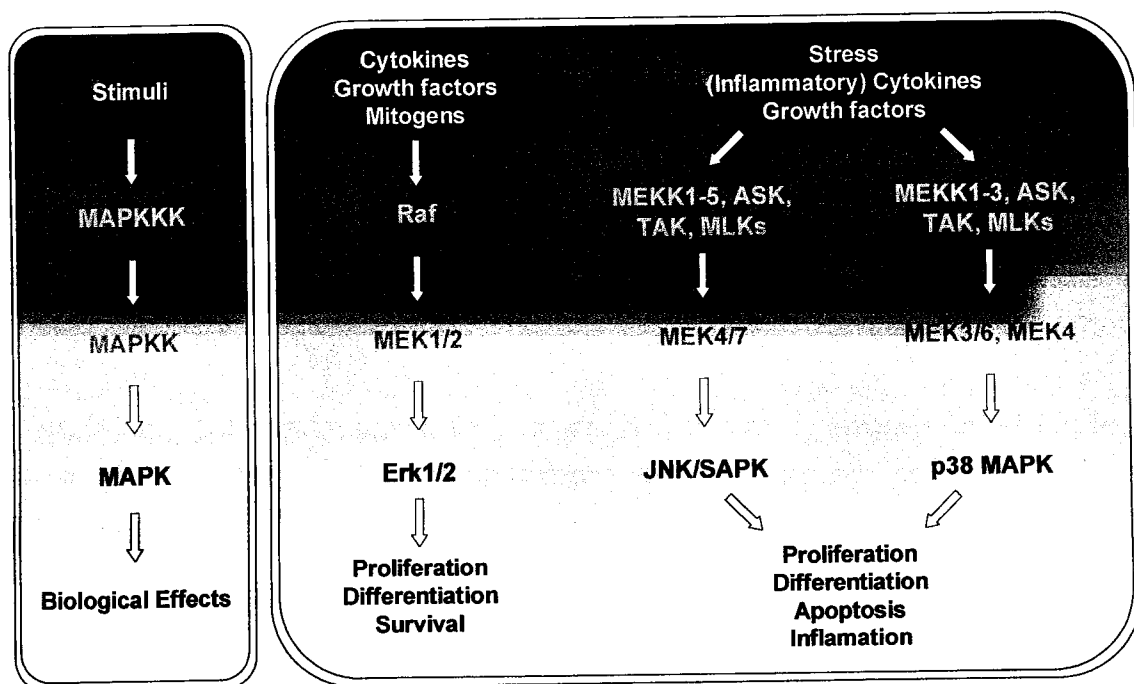 Stimuli
MAPKKK
MAPKK
MAPK
Biological Effects
Cytokines
Growth factors
Mitogens
Raf
MEK1/2
Erk1/2
Proliferation
Differentiation
Survival
Stress
(Inflammatory) Cytokines
Growth factors
MEKK1-5, ASK,
TAK, MLKs
MEK4/7
JNK/SAPK
MEKK1-3, ASK,
TAK, MLKs
MEK3/6, MEK4
p38 MAPK
Proliferation
Differentiation
Apoptosis
Inflamation